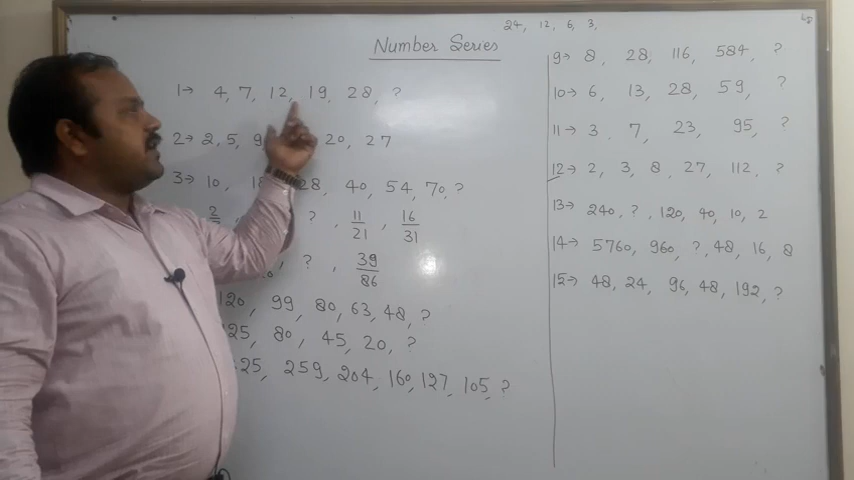 24, 12, 6, 3,
Number Series
1→ 4, 7, 12, 19, 28, ?
2→ 2, 5, 9 20, 27
3→ 10, 18 28, 40, 54, 70, ?
2 ? , 11/21 , 16/31
? , 39/86
120, 99, 80, 63, 48, ?
25, 80, 45, 20, ?
25, 259, 204, 160, 127, 105, ?
9→ 8, 28, 116, 584, ?
10→ 6, 13, 28, 59, ?
11→ 3, 7, 23, 95, ?
12→ 2, 3, 8, 27, 112, ?
13→ 240, ?, 120, 40, 10, 2
14→ 5760, 960, ?, 48, 16, 8
15→ 48, 24, 96, 48, 192, ?